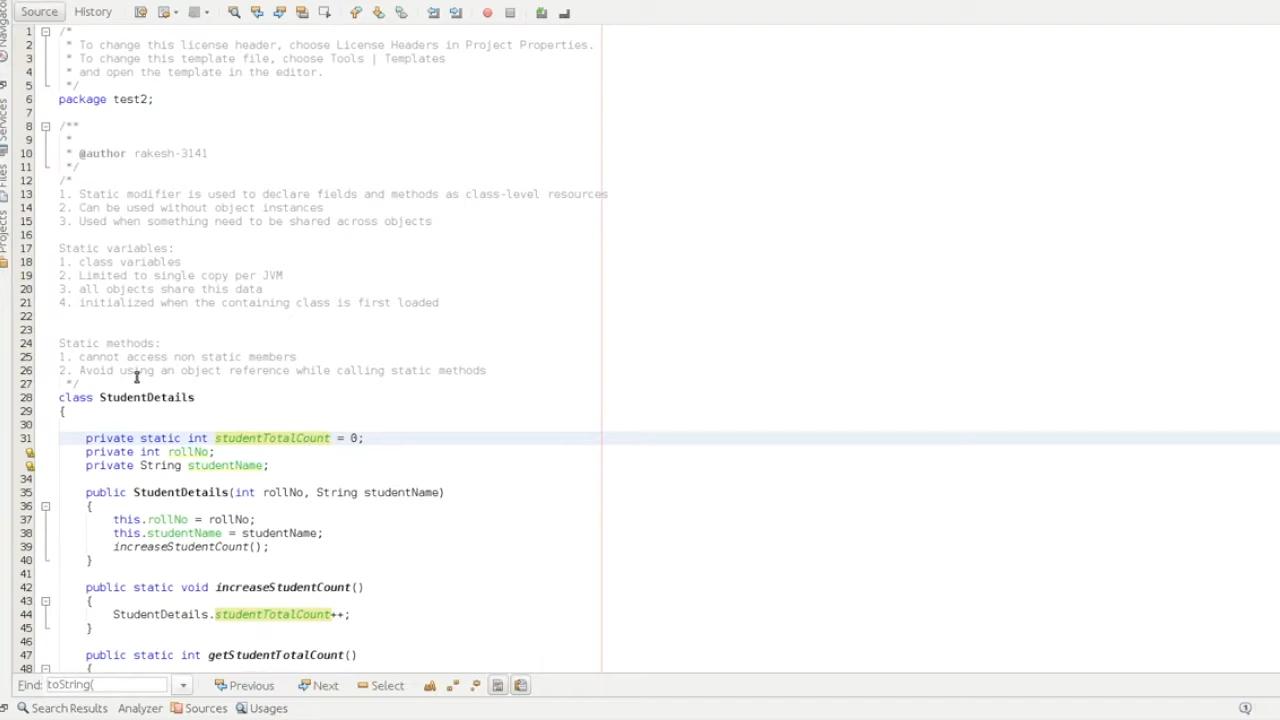 Source History
1 /*
2 * To change this license header, choose License Headers in Project Properties.
3 * To change this template file, choose Tools | Templates
4 * and open the template in the editor.
5 */
6 package test2;
7
8 /**
9 *
10 * @author rakesh-3141
11 */
12 /*
13 1. Static modifier is used to declare fields and methods as class-level resources
14 2. Can be used without object instances
15 3. Used when something need to be shared across objects
16
17 Static variables:
18 1. class variables
19 2. Limited to single copy per JVM
20 3. all objects share this data
21 4. initialized when the containing class is first loaded
22
23
24 Static methods:
25 1. cannot access non static members
26 2. Avoid using an object reference while calling static methods
27 */
28 class StudentDetails
29 {
30
31 private static int studentTotalCount = 0;
private int rollNo;
private String studentName;
34
35 public StudentDetails(int rollNo, String studentName)
36 {
37 this.rollNo = rollNo;
38 this.studentName = studentName;
39 increaseStudentCount();
40 }
41
42 public static void increaseStudentCount()
43 {
44 StudentDetails.studentTotalCount++;
45 }
46
47 public static int getStudentTotalCount()
48 {
Find: toString( Previous Next Select
Search Results Analyzer Sources Usages
Services
Files
Projects